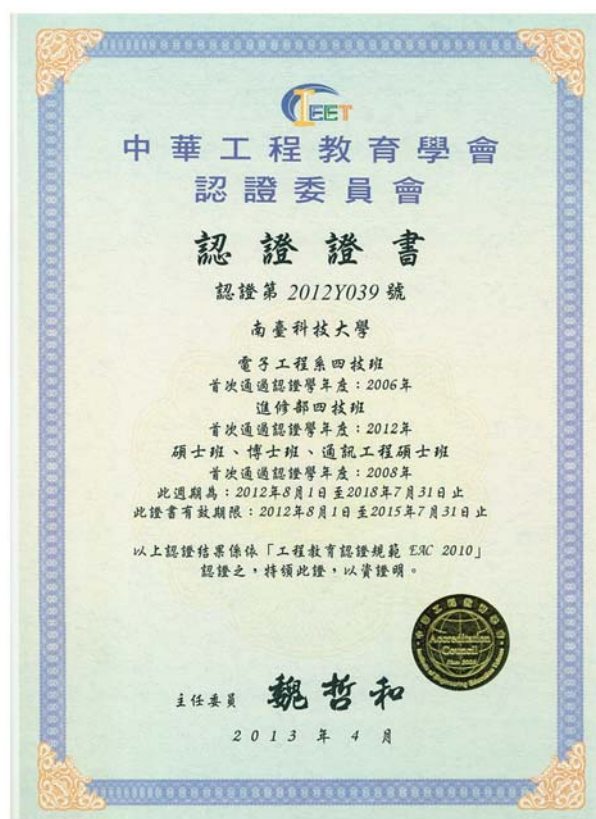 IEET
中華工程教育學會
認證委員會
認證證書
認證第 2012Y039 號
南臺科技大學
電子工程系四技班
首次通過認證學年度：2006年
進修部四技班
首次通過認證學年度：2012年
碩士班、博士班、通訊工程碩士班
首次通過認證學年度：2008年
此週期為：2012年8月1日至2018年7月31日止
此證書有效期限：2012年8月1日至2015年7月31日止
以上認證結果係依「工程教育認證規範 EAC 2010」
認證之，特頒此證，以資證明。
Accreditation
Council
主任委員 魏哲和
2013 年 4 月